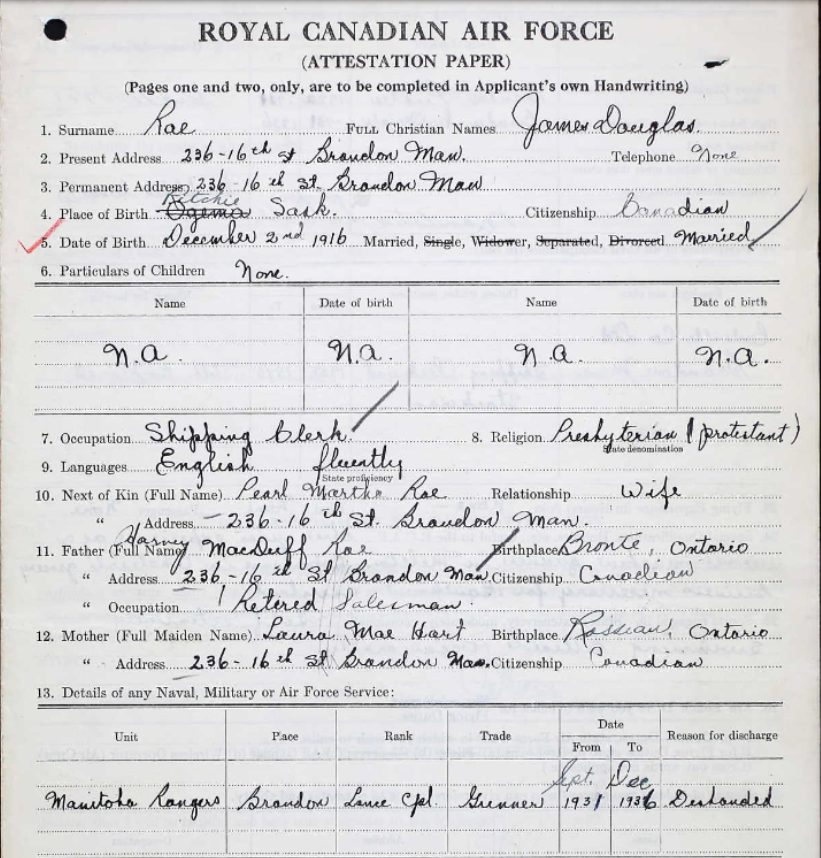 ROYAL CANADIAN AIR FORCE
(ATTESTATION PAPER)
(Pages one and two, only, are to be completed in Applicant's own Handwriting)
1. Surname Rae FULL Christian Names James Douglas.
2. Present Address 236-16th St Brandon Man. Telephone None
3. Permanent Address 236-16th St. Brandon Man
Ritchie
4. Place of Birth Ogema Sask. Citizenship Canadian
5. Date of Birth December 2nd 1916 Married, Single, Widower, Separated, Divorced Married
6. Particulars of Children None.
Name Date of birth Name Date of birth
N.A. N.A. N.A. N.A.
7. Occupation Shipping Clerk 8. Religion Presbyterian (protestant)
State denomination
9. Languages English fluently
State proficiency
10. Next of Kin (Full Name) Pearl Martha Rae Relationship Wife
" Address 236-16th St. Brandon Man.
Harvey
11. Father (Full Name) MacDuff Rae Birthplace Bronte, Ontario
" Address 236-16th St Brandon Man Citizenship Canadian
" Occupation Retired Salesman.
12. Mother (Full Maiden Name) Laura Mae Hart Birthplace Rosseau, Ontario
" Address 236-16th St Brandon Man. Citizenship Canadian
13. Details of any Naval, Military or Air Force Service:
Unit Place Rank Trade Date Reason for discharge
From To
Sept. Dec
Manitoba Rangers Brandon Lance Cpl. Gunner 1931 1936 Desbanded